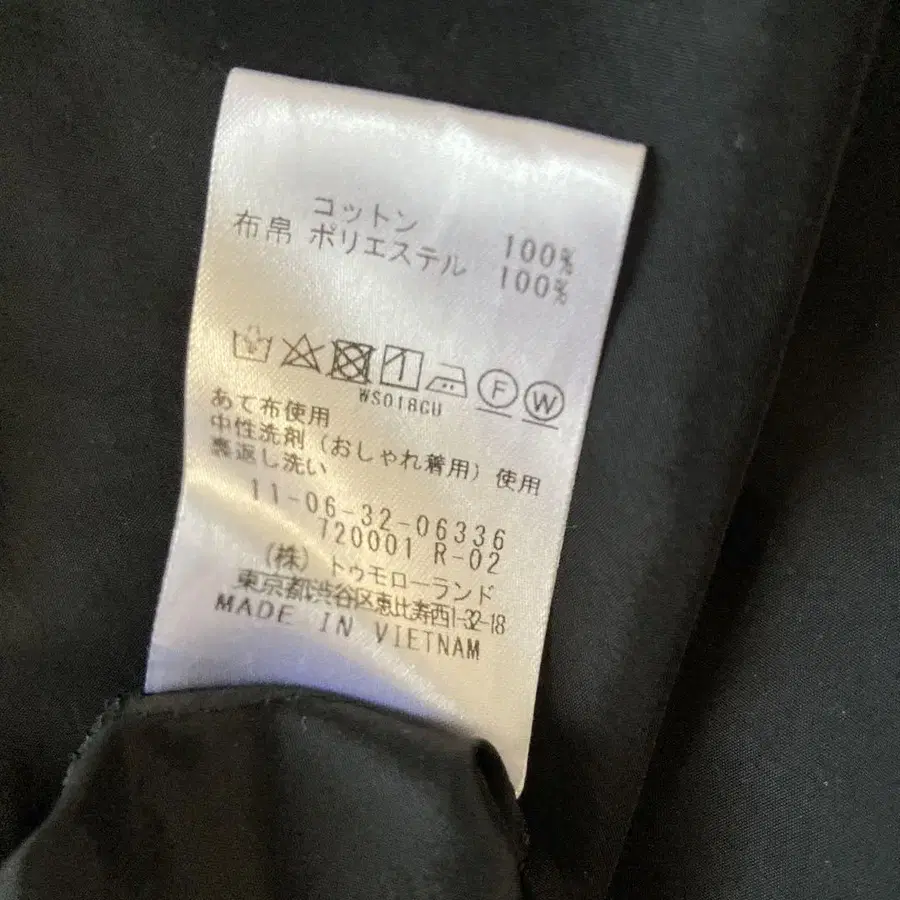 コットン 100%
布帛 ポリエステル 100%
F W
WS018CU
あて布使用
中性洗剤(おしゃれ着用)使用
裏返し洗い
11-06-32-06336
720001 R-02
(株)トゥモローランド
東京都渋谷区恵比寿西1-32-18
MADE IN VIETNAM